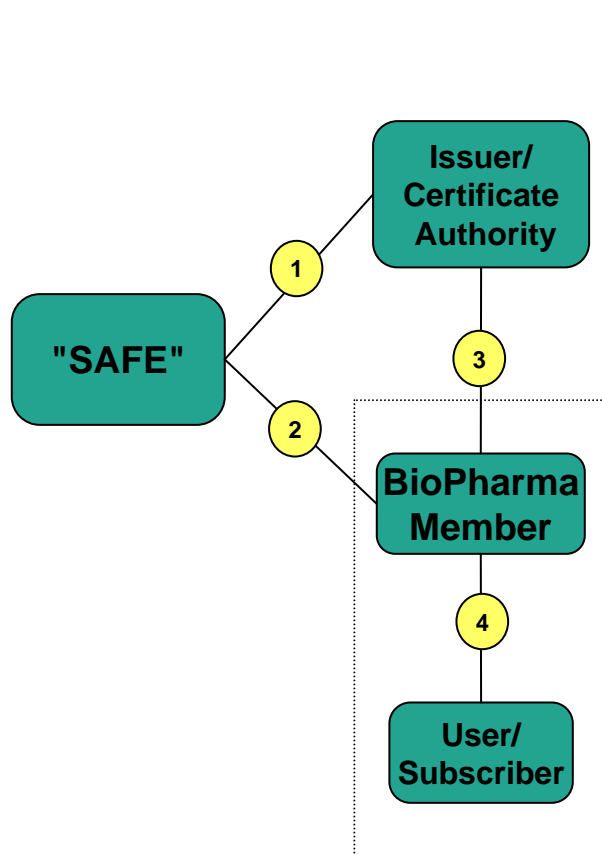 Issuer/
Certificate
Authority
1
"SAFE"
3
2
BioPharma
Member
4
User/
Subscriber